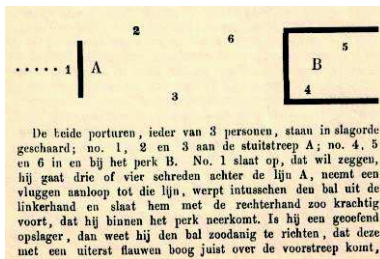 2
6
5
1 A B
4
3
De beide porturen, ieder van 3 personen, staan in slagorde
geschaard; no. 1, 2 en 3 aan de stuitstreep A; no. 4, 5
en 6 in en bij het perk B. No. 1 slaat op, dat wil zeggen,
hij gaat drie of vier schreden achter de lijn A, neemt een
vluggen aanloop tot die lijn, werpt intusschen den bal uit de
linkerhand en slaat hem met de rechterhand zoo krachtig
voort, dat hij binnen het perk neerkomt. Is hij een geoefend
opslager, dan weet hij den bal zoodanig te richten, dat deze
met een uiterst flauwen boog juist over de voorstreep komt,